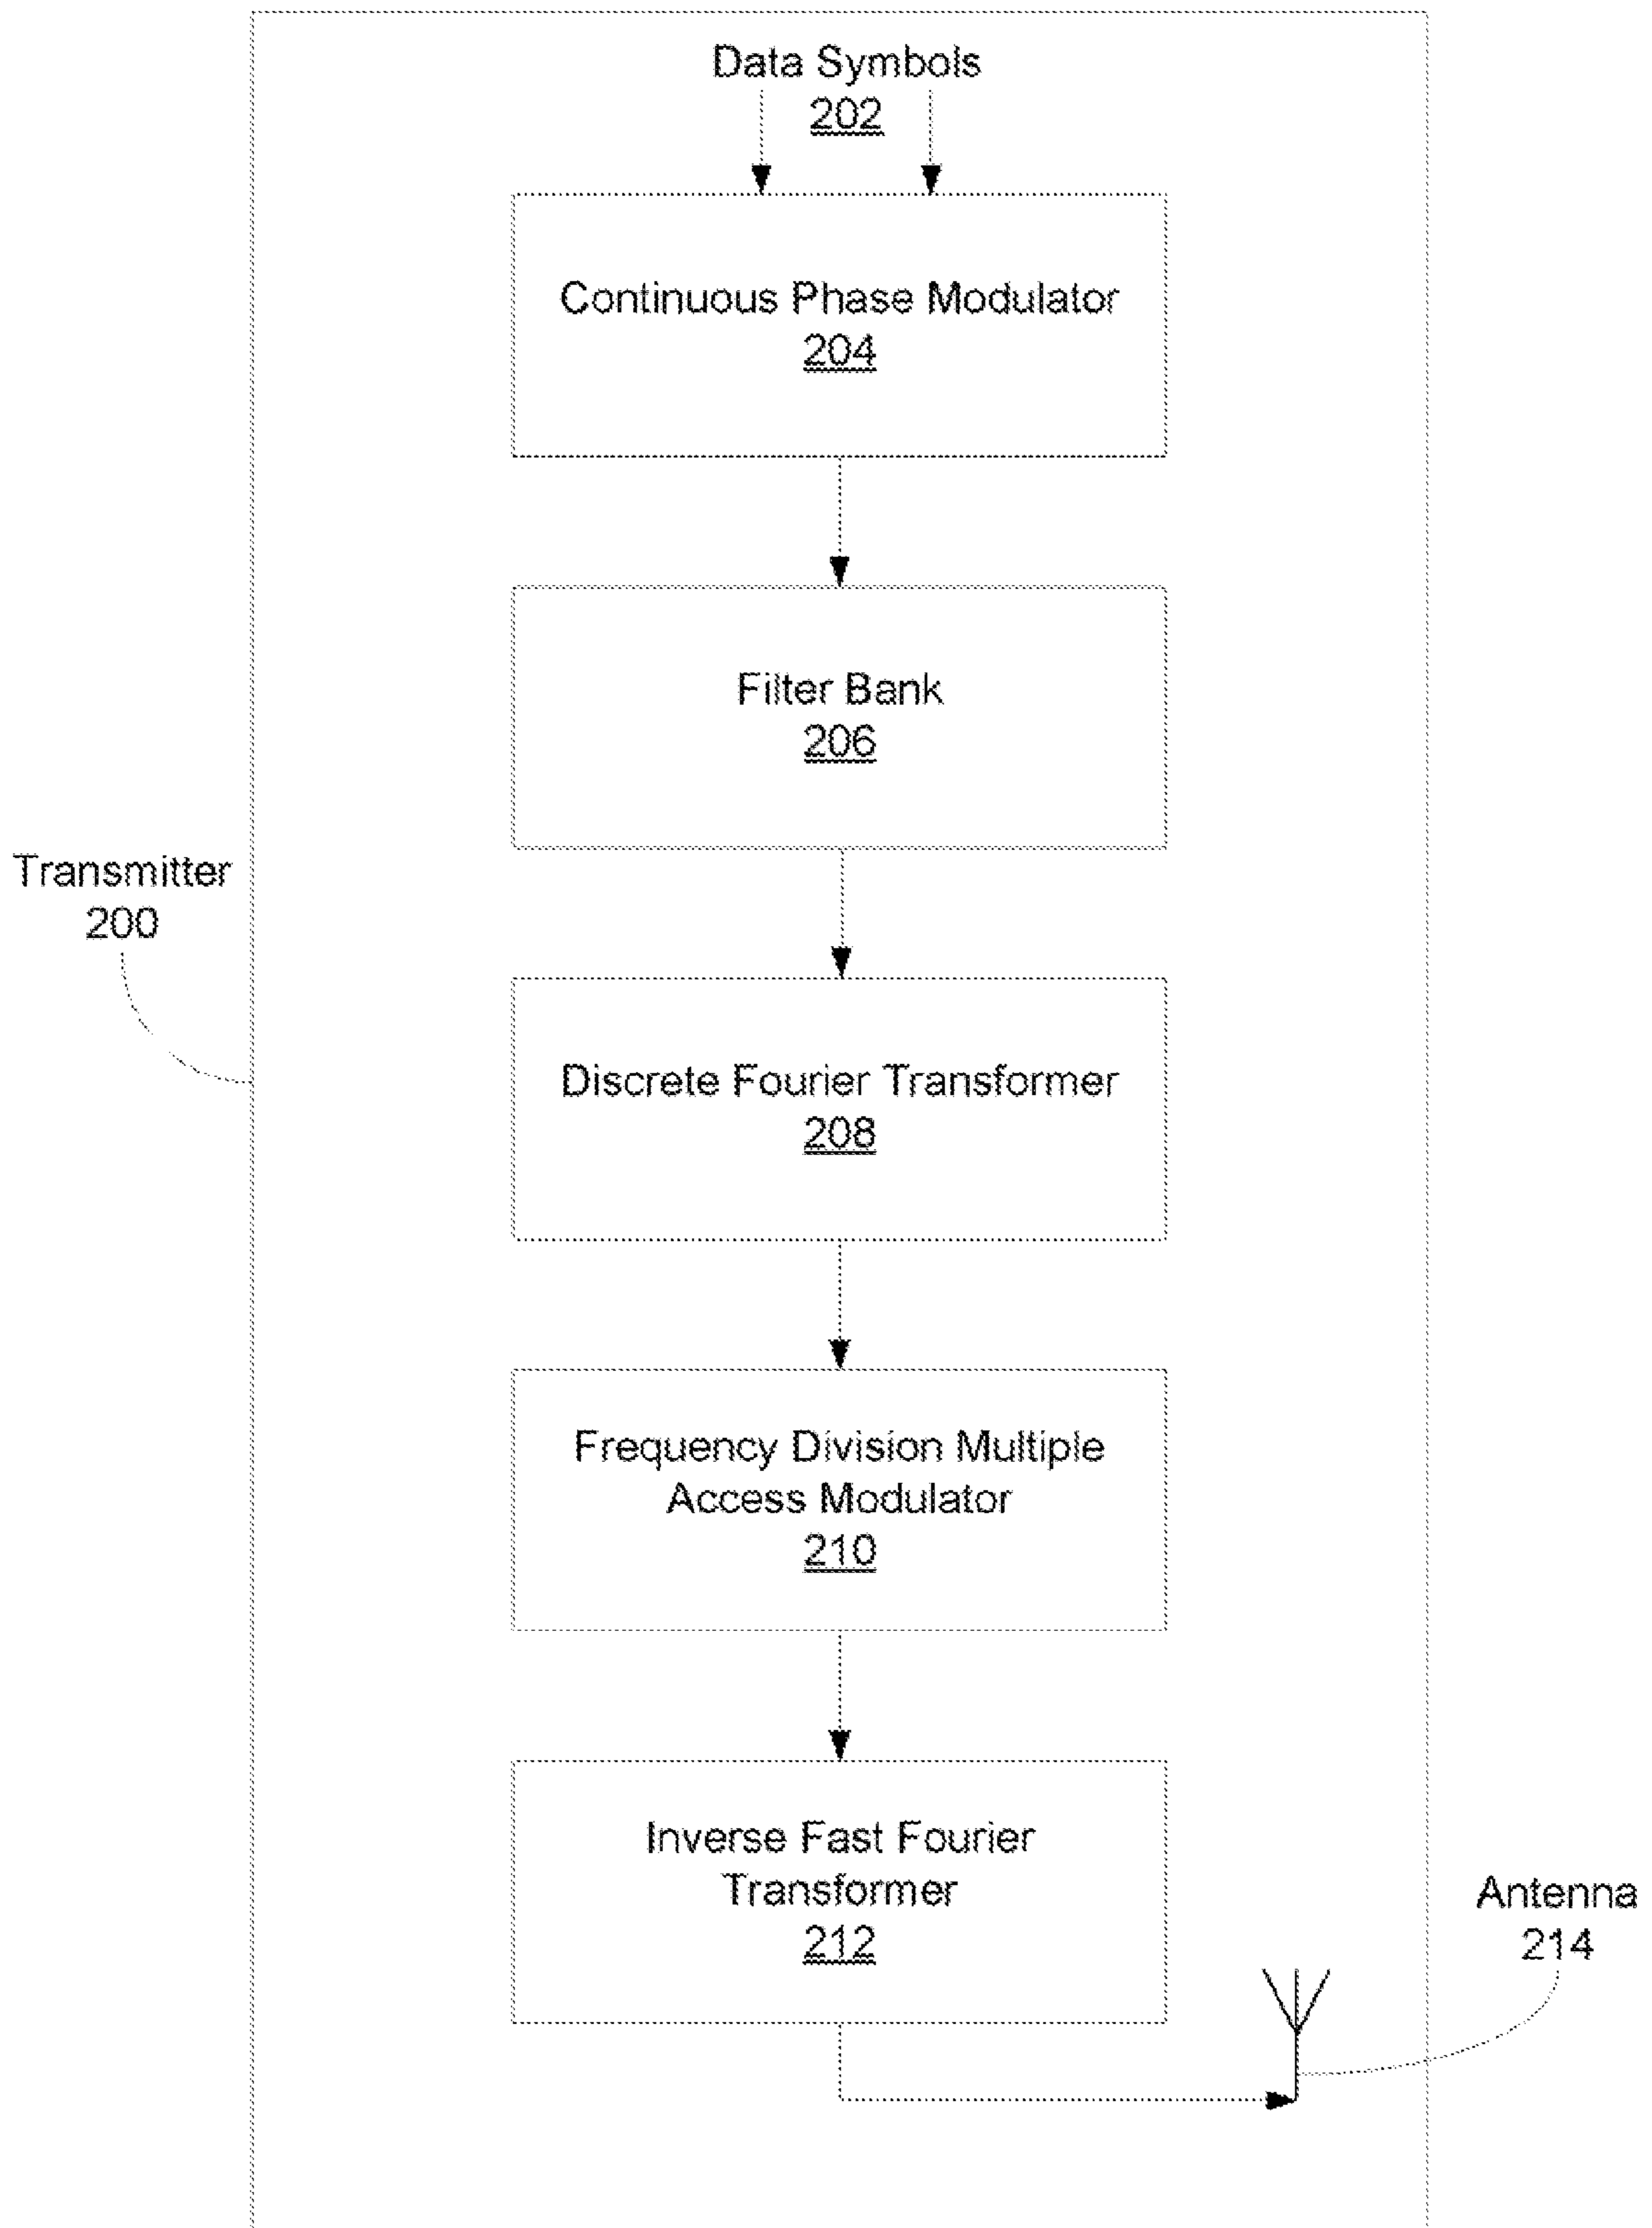 Data Symbols
202
Continuous Phase Modulator
204
Filter Bank
206
Transmitter
200
Discrete Fourier Transformer
208
Frequency Division Multiple
Access Modulator
210
Inverse Fast Fourier
Transformer
212
Antenna
214